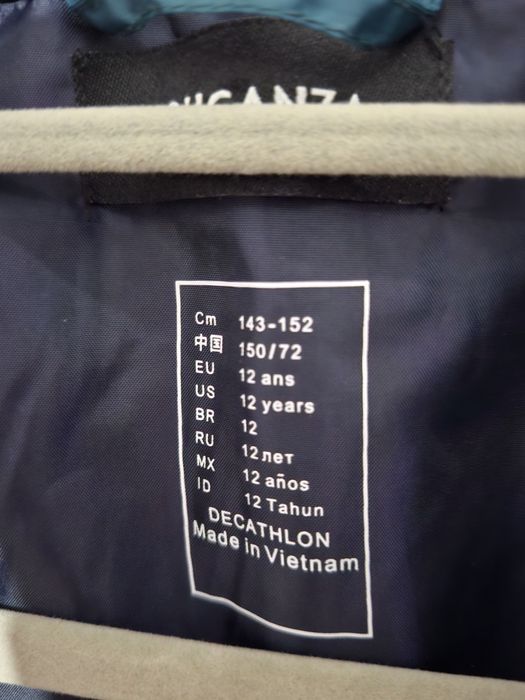 Cm 143-152
中国 150/72
EU 12 ans
US 12 years
BR 12
RU 12 лет
MX 12 años
ID 12 Tahun
DECATHLON
Made in Vietnam